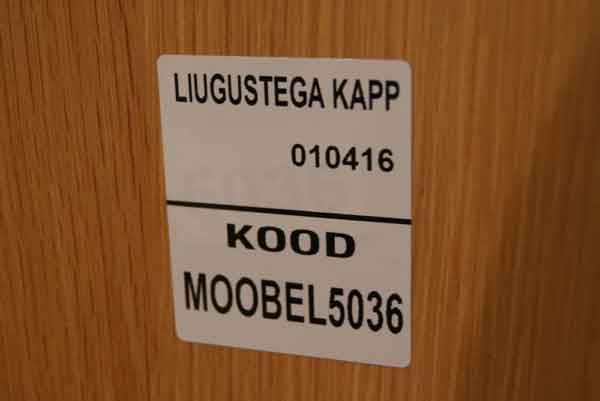 LIUGUSTEGA KAPP
010416
KOOD
MOOBEL5036